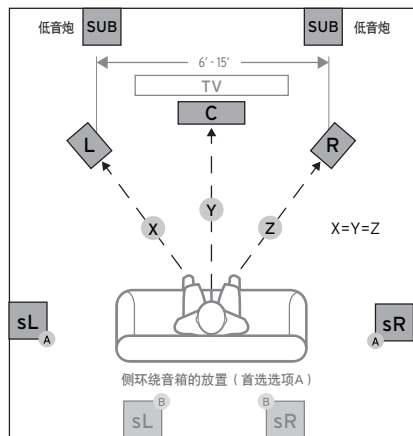 低音炮 SUB SUB 低音炮
6' - 15'
TV
C
L R
Y
X Z
X=Y=Z
sL sR
A A
侧环绕音箱的放置（首选选项A）
B B
sL sR